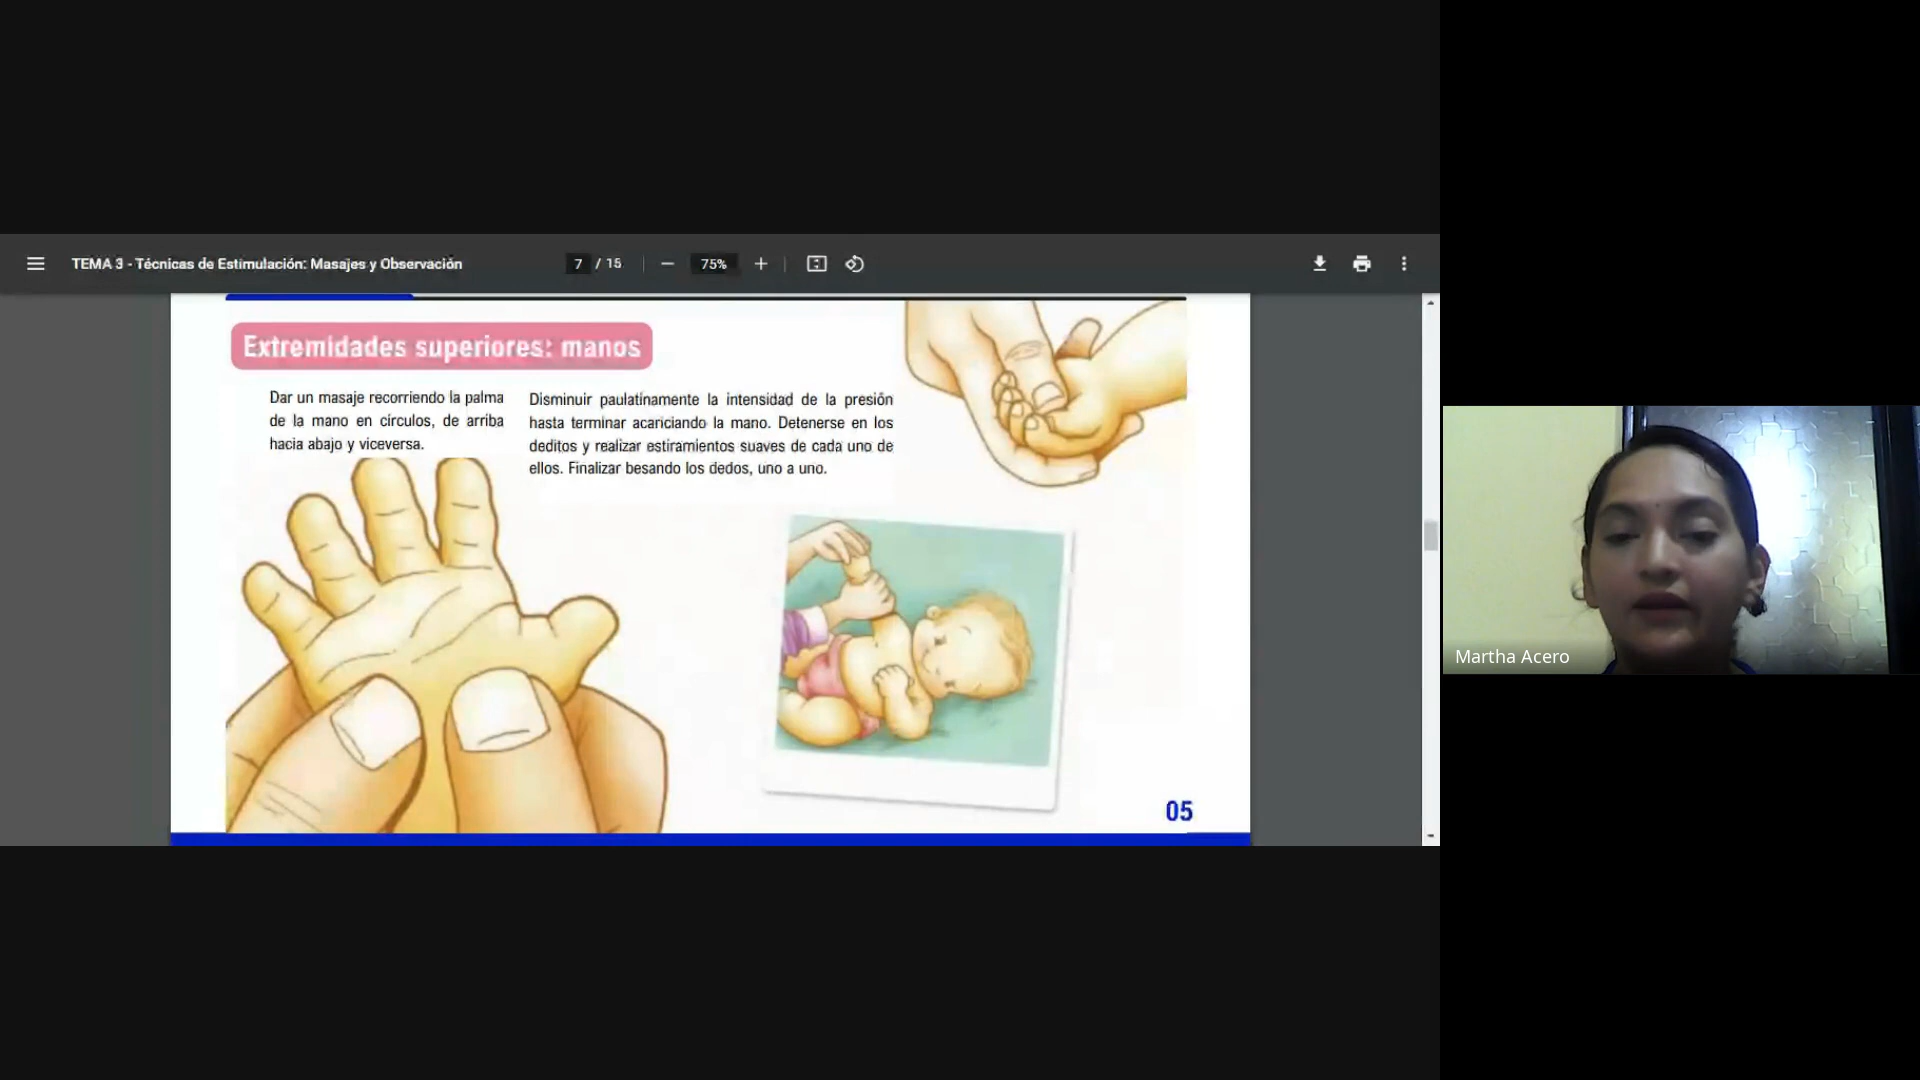 TEMA 3 - Técnicas de Estimulación: Masajes y Observación
7 / 15
75%
Extremidades superiores: manos
Dar un masaje recorriendo la palma
de la mano en círculos, de arriba
hacia abajo y viceversa.
Disminuir paulatinamente la intensidad de la presión
hasta terminar acariciando la mano. Detenerse en los
deditos y realizar estiramientos suaves de cada uno de
ellos. Finalizar besando los dedos, uno a uno.
05
Martha Acero